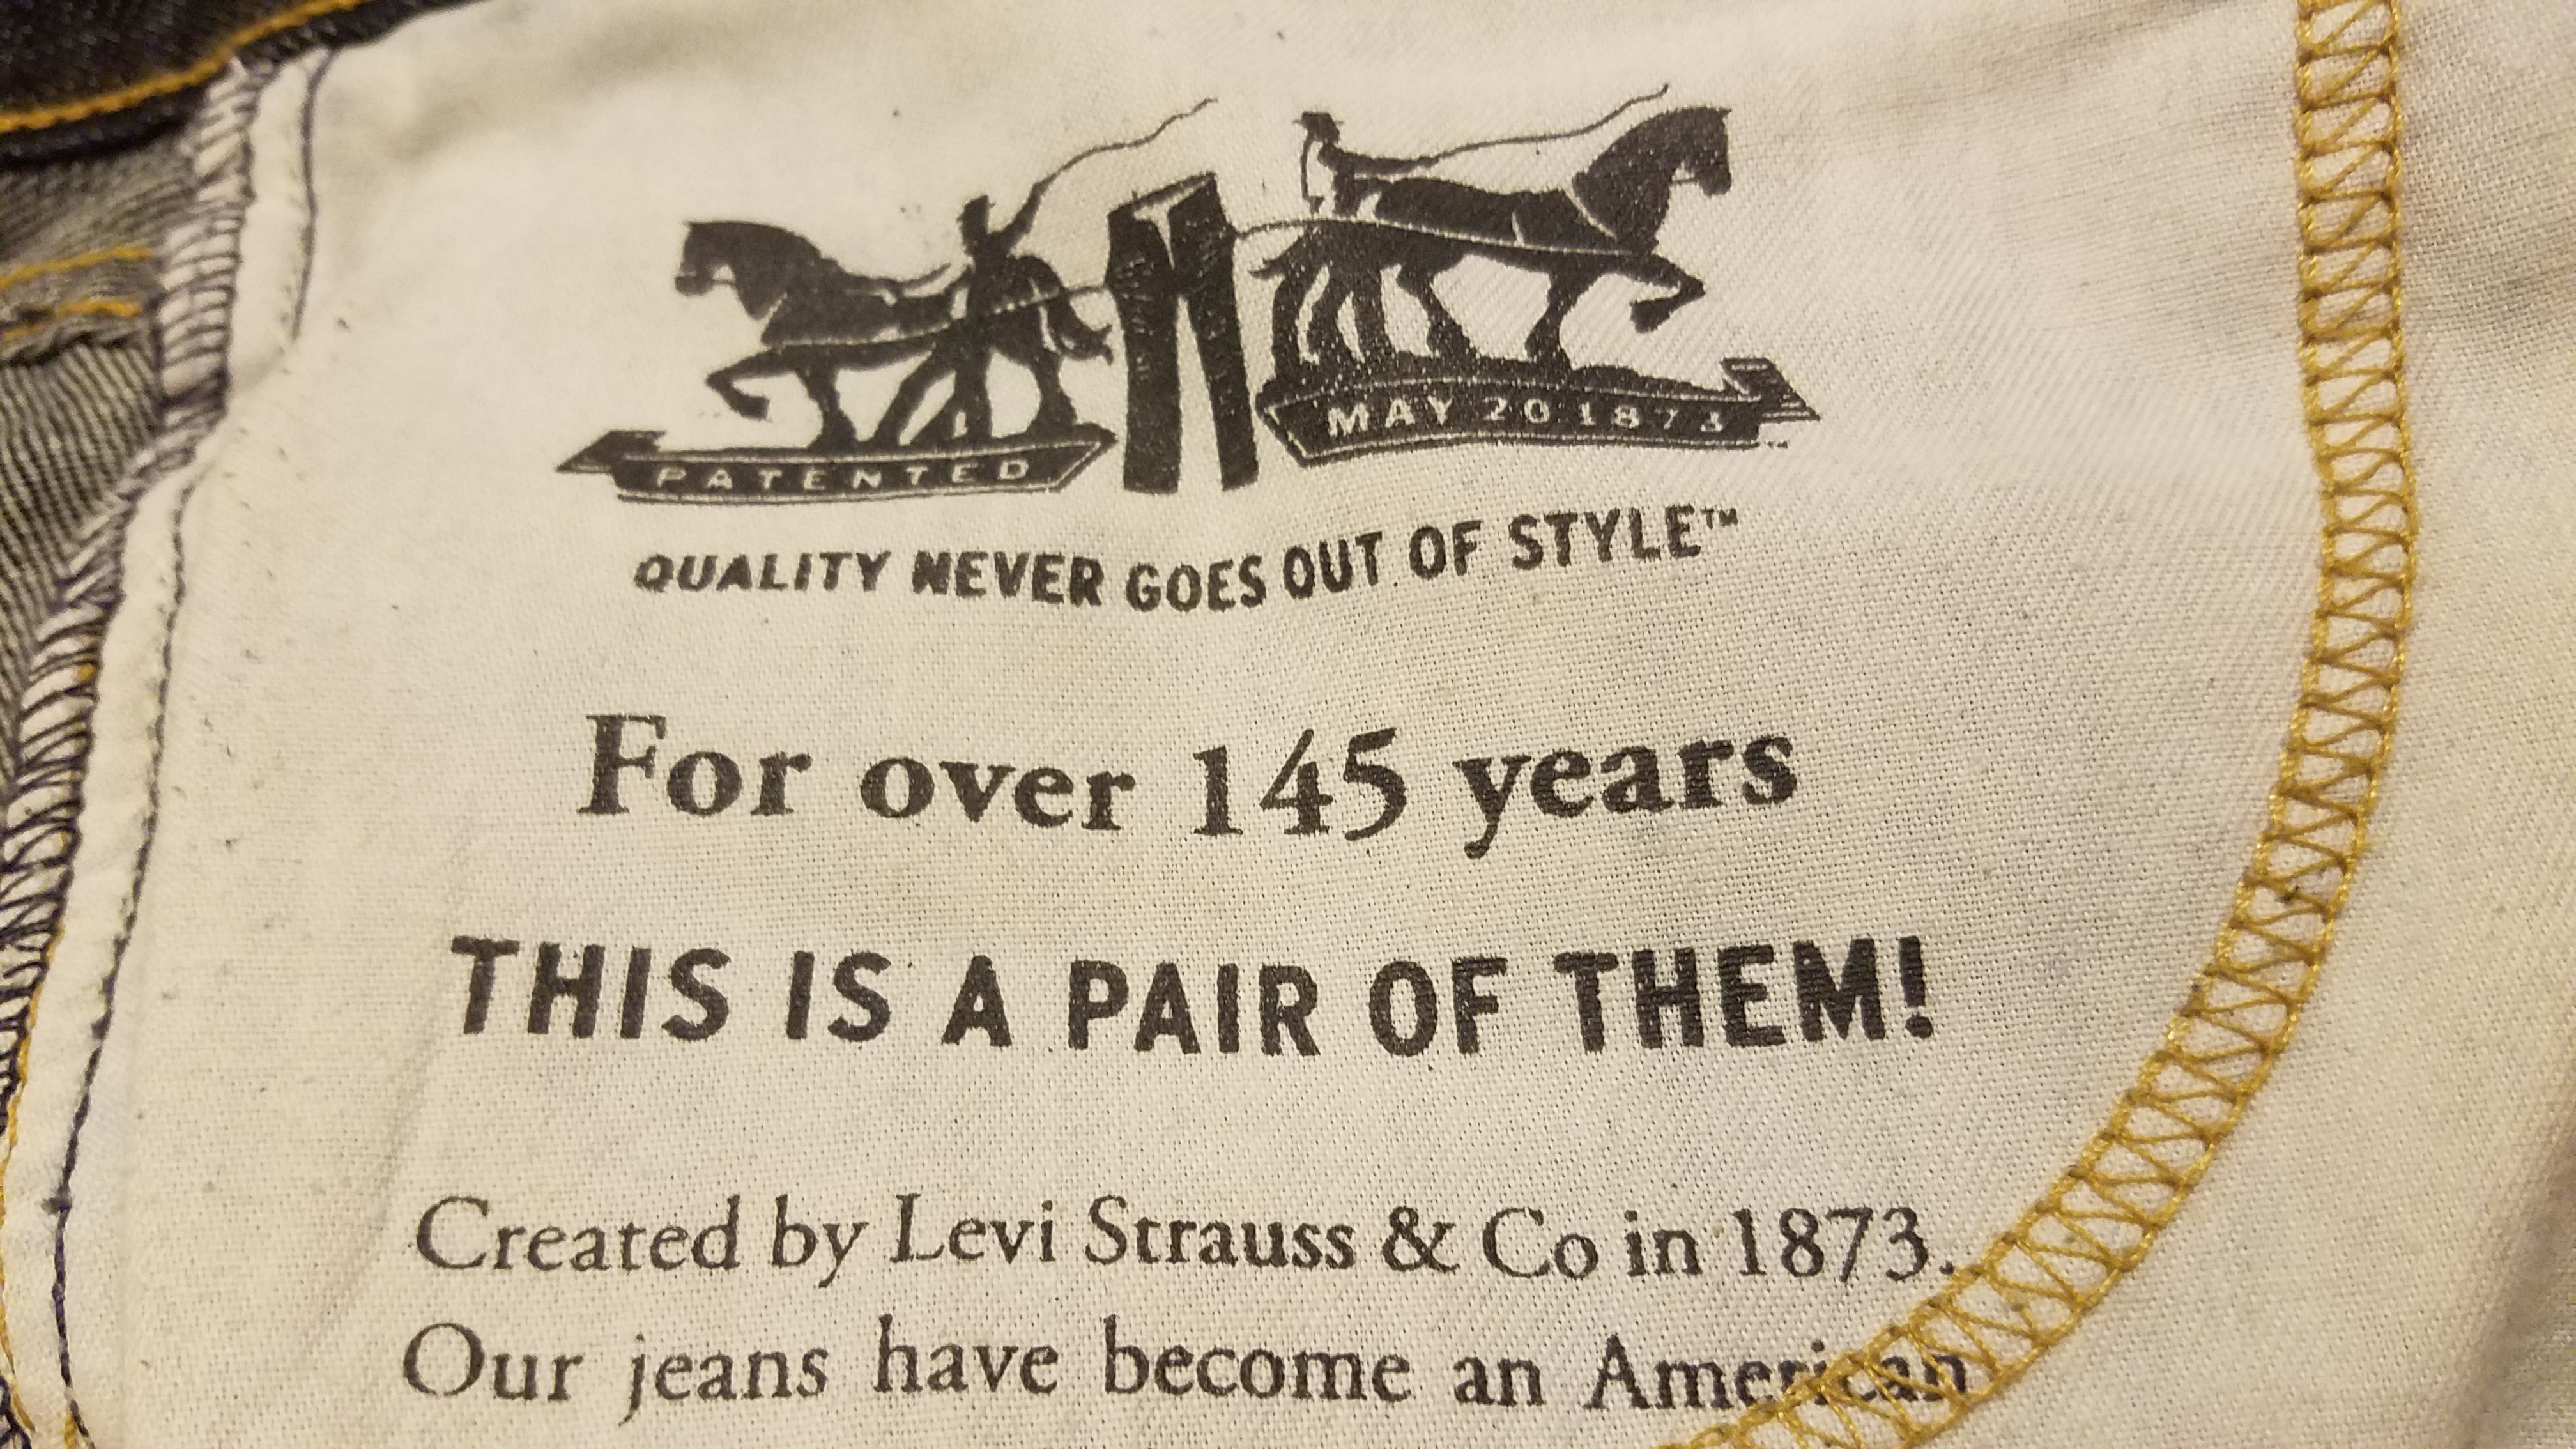 PATENTED
MAY 20 1873
QUALITY NEVER GOES OUT OF STYLE™
For over 145 years
THIS IS A PAIR OF THEM!
Created by Levi Strauss & Co in 1873.
Our jeans have become an American